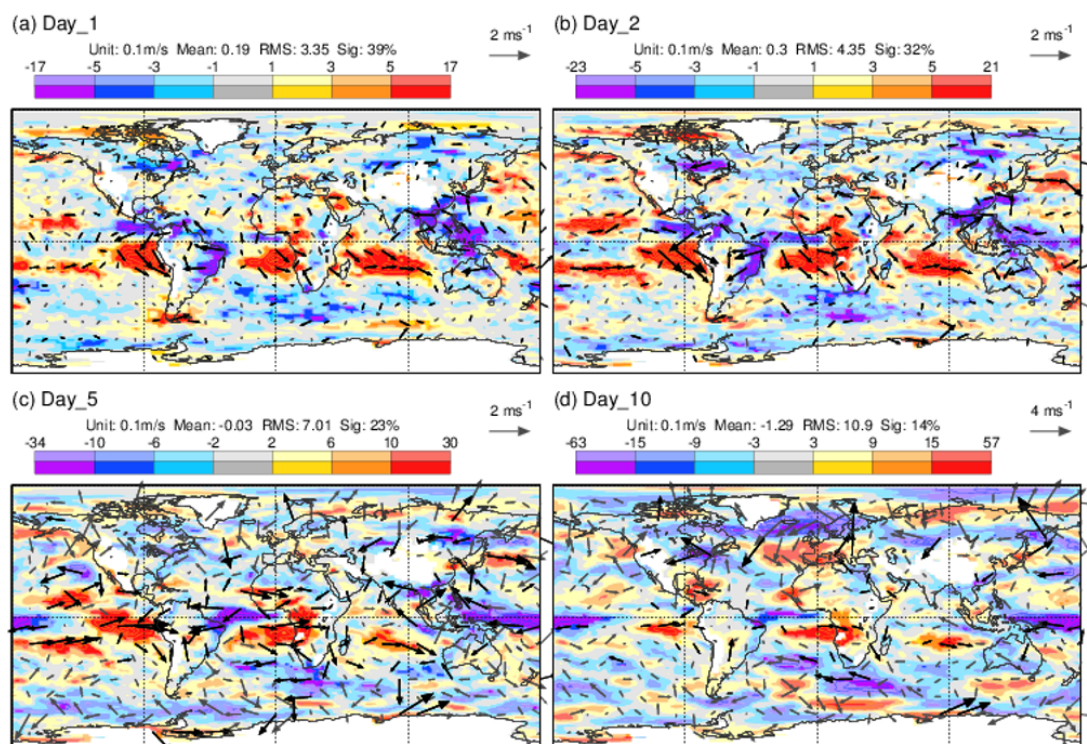 (a) Day_1
2 ms-1
Unit: 0.1m/s Mean: 0.19 RMS: 3.35 Sig: 39%
-17 -5 -3 -1 1 3 5 17
(b) Day_2
2 ms-1
Unit: 0.1m/s Mean: 0.3 RMS: 4.35 Sig: 32%
-23 -5 -3 -1 1 3 5 21
(c) Day_5
2 ms-1
Unit: 0.1m/s Mean: -0.03 RMS: 7.01 Sig: 23%
-34 -10 -6 -2 2 6 10 30
(d) Day_10
4 ms-1
Unit: 0.1m/s Mean: -1.29 RMS: 10.9 Sig: 14%
-63 -15 -9 -3 3 9 15 57